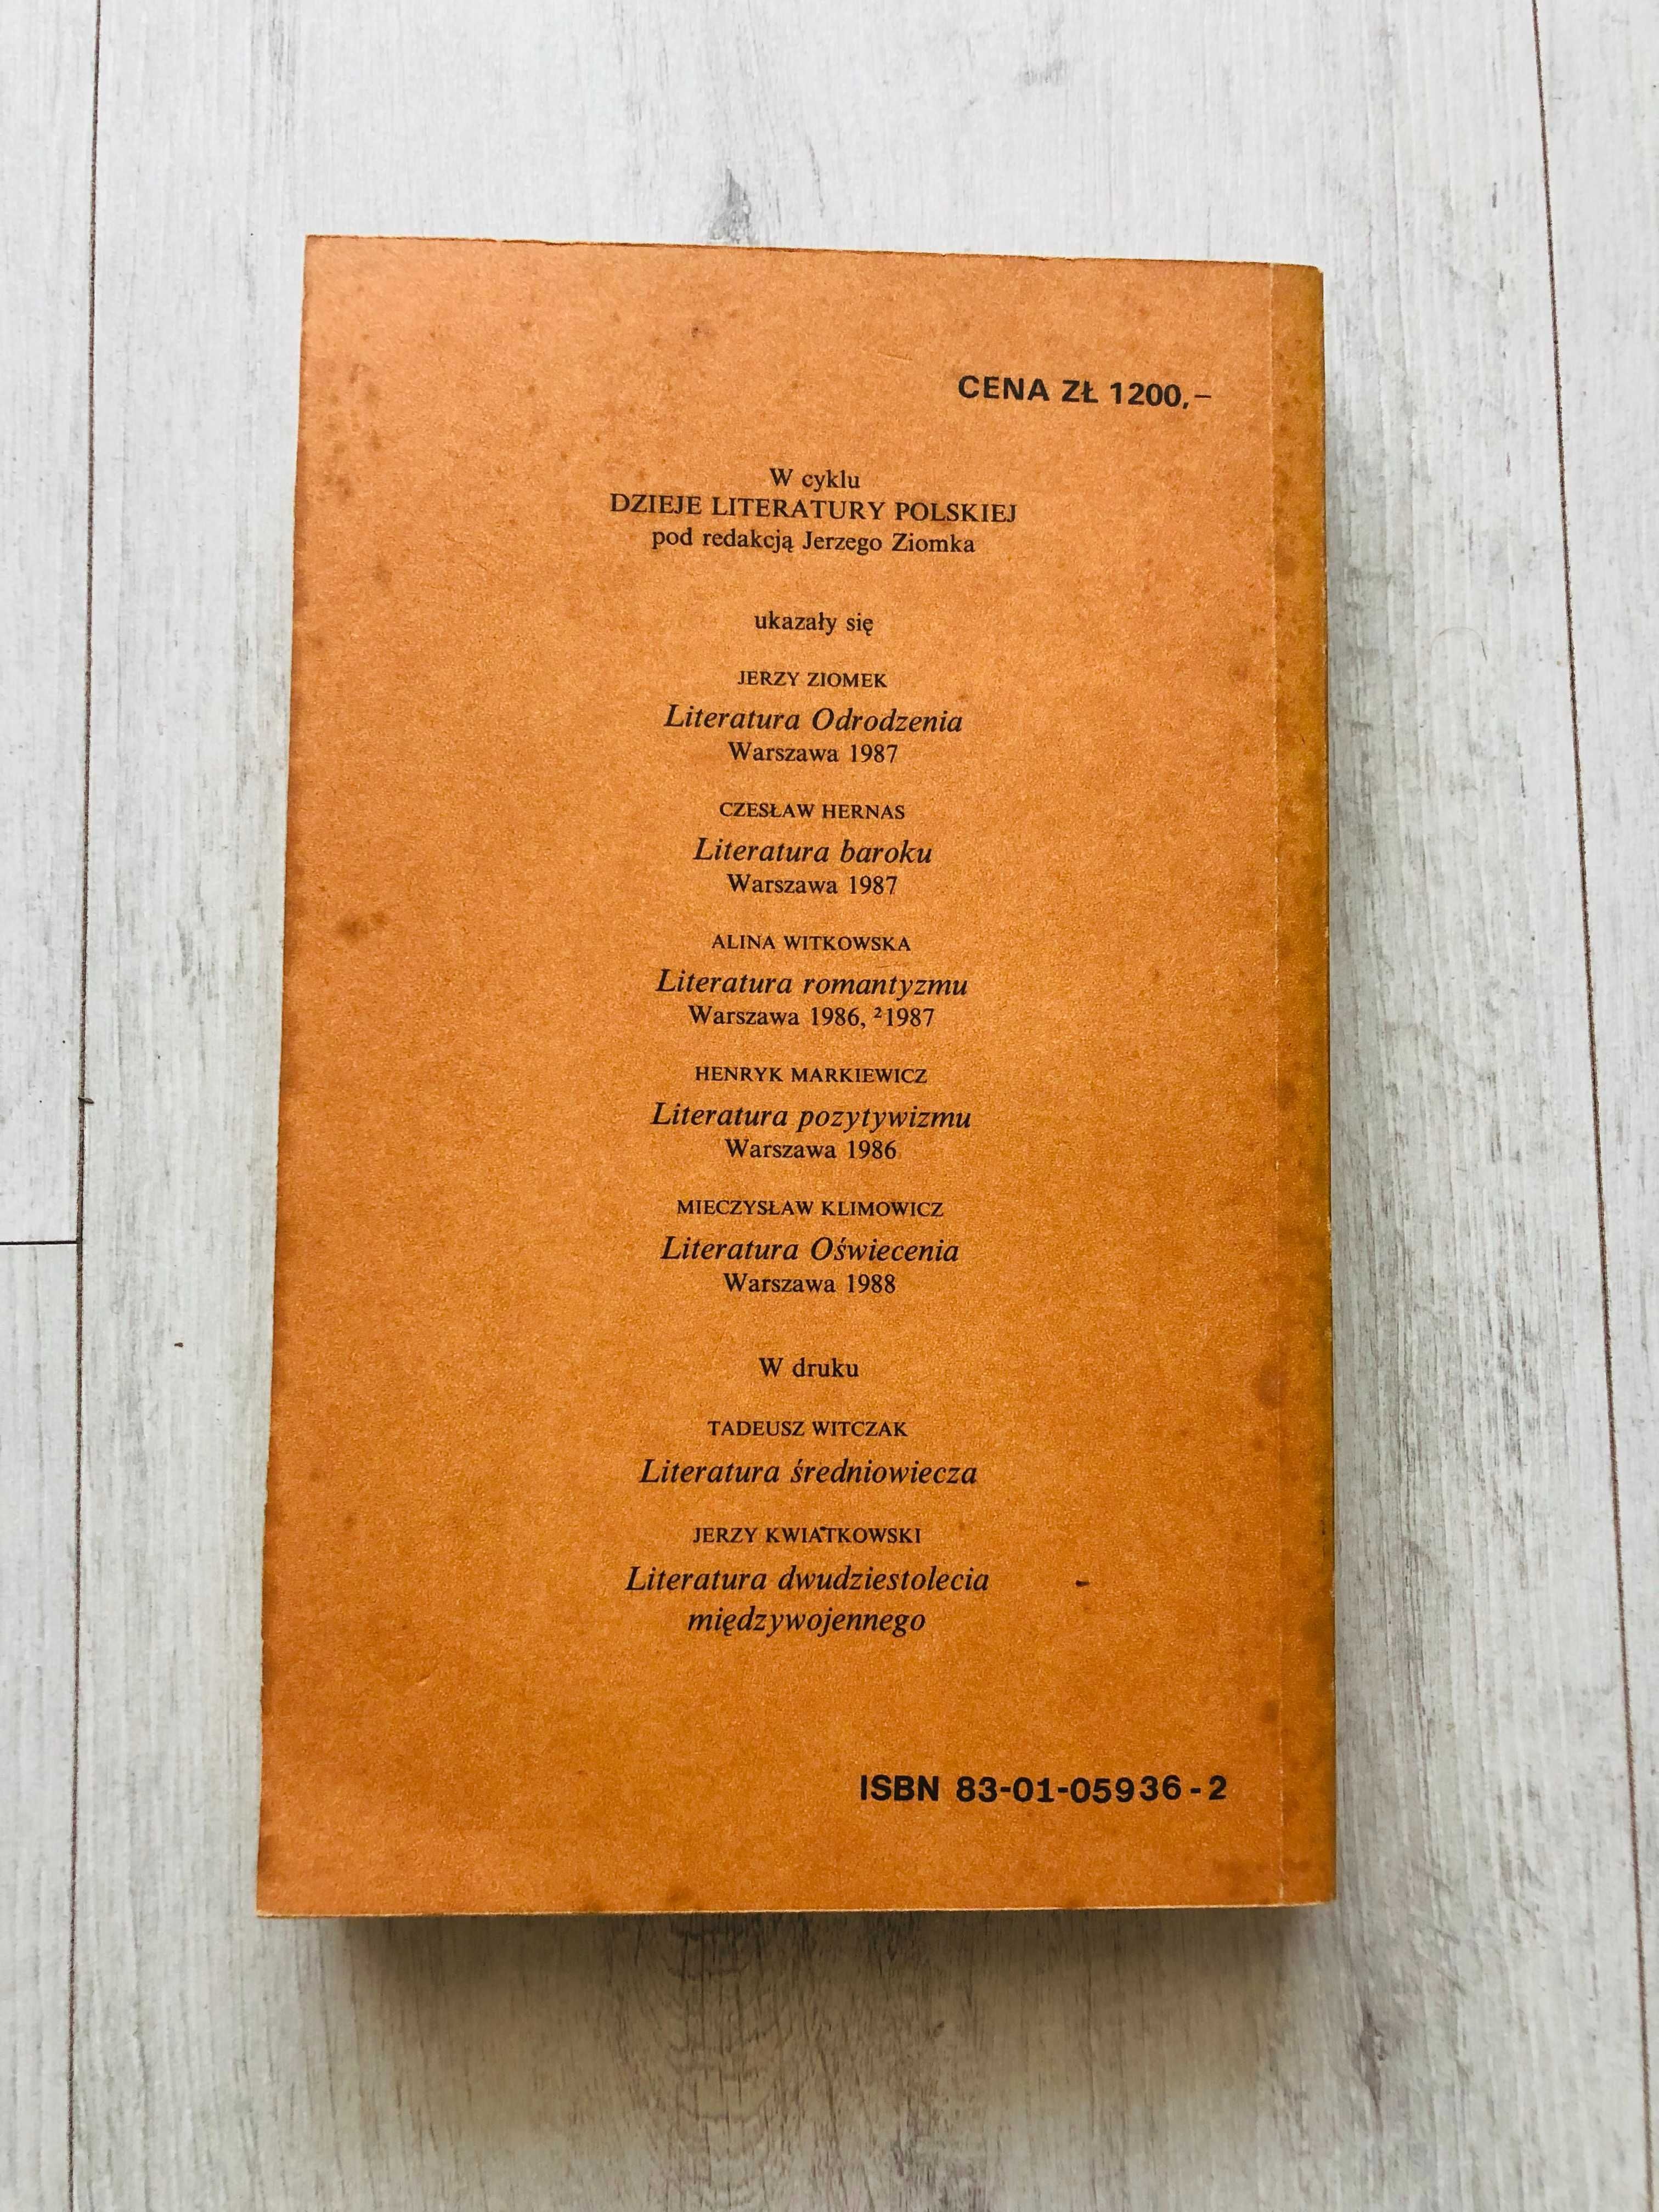 CENA ZŁ 1200,–
W cyklu
DZIEJE LITERATURY POLSKIEJ
pod redakcją Jerzego Ziomka
ukazały się
JERZY ZIOMEK
Literatura Odrodzenia
Warszawa 1987
CZESŁAW HERNAS
Literatura baroku
Warszawa 1987
ALINA WITKOWSKA
Literatura romantyzmu
Warszawa 1986, ²1987
HENRYK MARKIEWICZ
Literatura pozytywizmu
Warszawa 1986
MIECZYSŁAW KLIMOWICZ
Literatura Oświecenia
Warszawa 1988
W druku
TADEUSZ WITCZAK
Literatura średniowiecza
JERZY KWIATKOWSKI
Literatura dwudziestolecia
międzywojennego
ISBN 83-01-05936-2